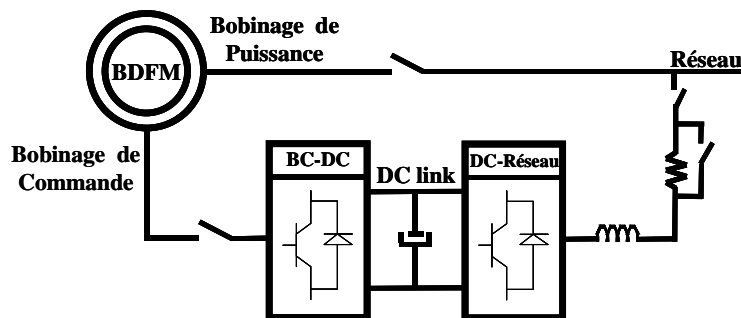 Bobinage de
Puissance
BDFM
Réseau
Bobinage de
Commande
BC-DC
DC link
DC-Réseau